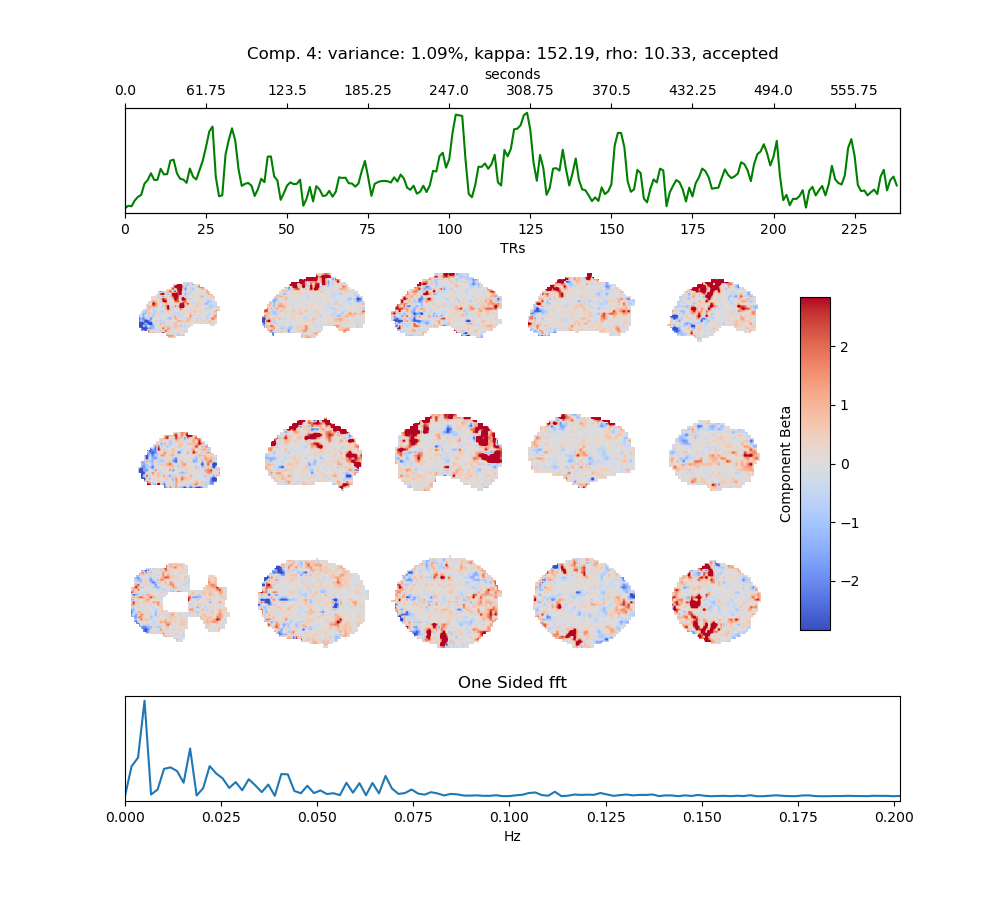 Comp. 4: variance: 1.09%, kappa: 152.19, rho: 10.33, accepted
seconds
0.0 61.75 123.5 185.25 247.0 308.75 370.5 432.25 494.0 555.75
0 25 50 75 100 125 150 175 200 225
TRs
2
1
0
−1
−2
Component Beta
One Sided fft
0.000 0.025 0.050 0.075 0.100 0.125 0.150 0.175 0.200
Hz